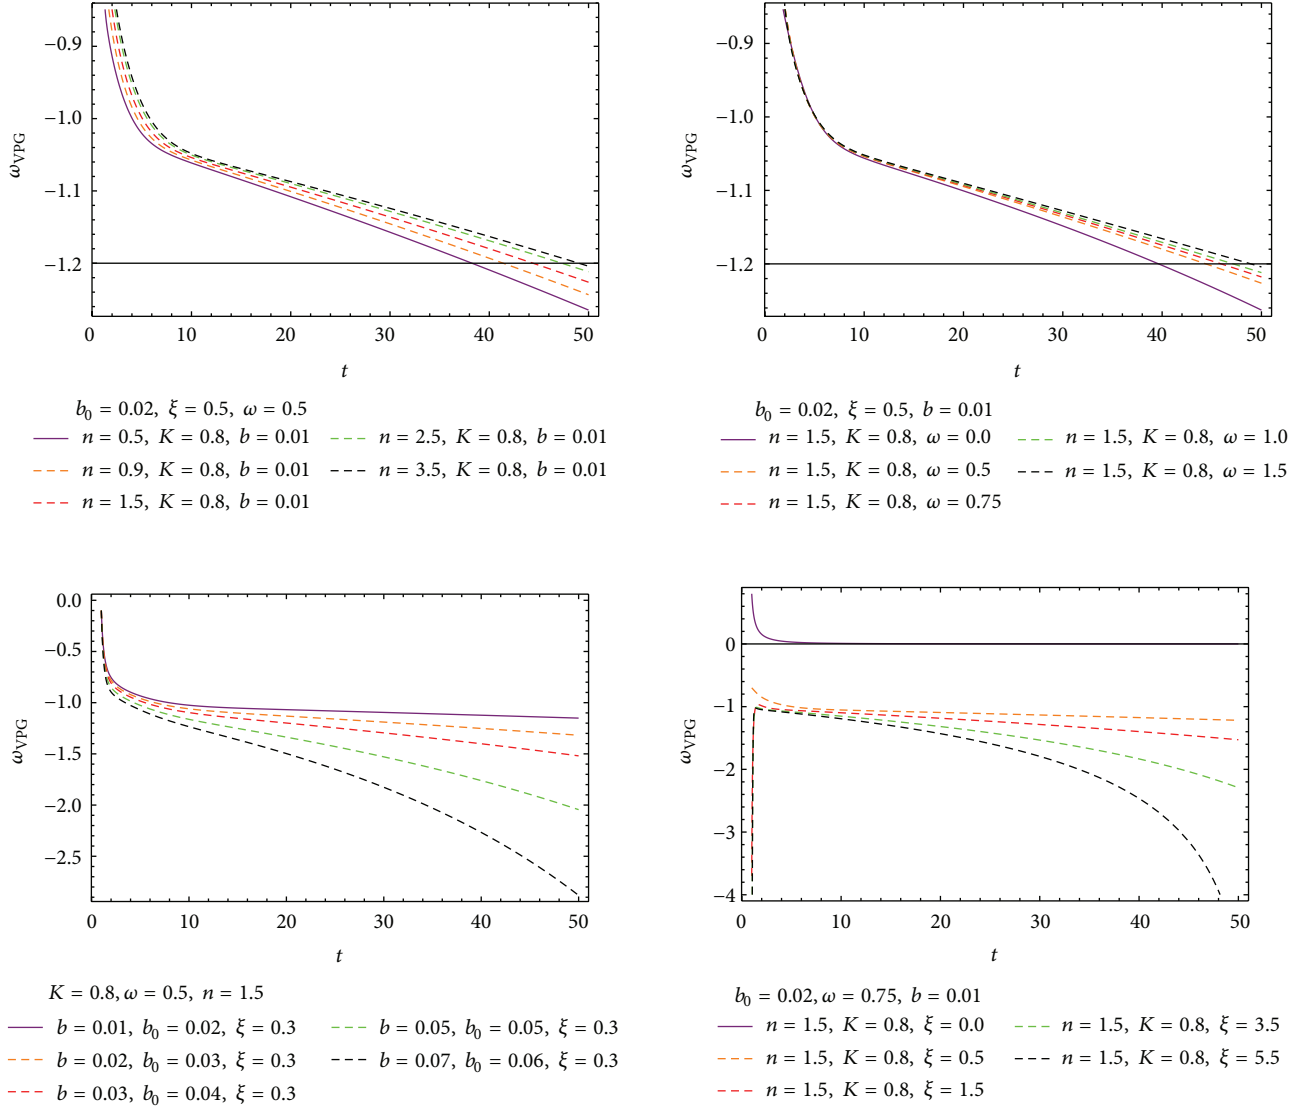 −0.9
−1.0
−1.1
−1.2
ω_VPG
0 10 20 30 40 50
t
b₀ = 0.02, ξ = 0.5, ω = 0.5
n = 0.5, K = 0.8, b = 0.01
n = 2.5, K = 0.8, b = 0.01
n = 0.9, K = 0.8, b = 0.01
n = 3.5, K = 0.8, b = 0.01
n = 1.5, K = 0.8, b = 0.01
−0.9
−1.0
−1.1
−1.2
ω_VPG
0 10 20 30 40 50
t
b₀ = 0.02, ξ = 0.5, b = 0.01
n = 1.5, K = 0.8, ω = 0.0
n = 1.5, K = 0.8, ω = 1.0
n = 1.5, K = 0.8, ω = 0.5
n = 1.5, K = 0.8, ω = 1.5
n = 1.5, K = 0.8, ω = 0.75
0.0
−0.5
−1.0
−1.5
−2.0
−2.5
ω_VPG
0 10 20 30 40 50
t
K = 0.8, ω = 0.5, n = 1.5
b = 0.01, b₀ = 0.02, ξ = 0.3
b = 0.05, b₀ = 0.05, ξ = 0.3
b = 0.02, b₀ = 0.03, ξ = 0.3
b = 0.07, b₀ = 0.06, ξ = 0.3
b = 0.03, b₀ = 0.04, ξ = 0.3
0
−1
−2
−3
−4
ω_VPG
0 10 20 30 40 50
t
b₀ = 0.02, ω = 0.75, b = 0.01
n = 1.5, K = 0.8, ξ = 0.0
n = 1.5, K = 0.8, ξ = 3.5
n = 1.5, K = 0.8, ξ = 0.5
n = 1.5, K = 0.8, ξ = 5.5
n = 1.5, K = 0.8, ξ = 1.5